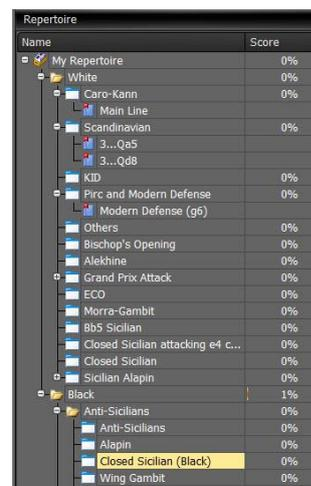 Repertoire
Name Score
My Repertoire 0%
White 0%
Caro-Kann 0%
Main Line
Scandinavian 0%
3...Qa5
3...Qd8
KID 0%
Pirc and Modern Defense 0%
Modern Defense (g6)
Others 0%
Bischop's Opening 0%
Alekhine 0%
Grand Prix Attack 0%
ECO 0%
Morra-Gambit 0%
Bb5 Sicilian 0%
Closed Sicilian attacking e4 c... 0%
Closed Sicilian 0%
Sicilian Alapin 0%
Black 1%
Anti-Sicilians 0%
Anti-Sicilians 0%
Alapin 0%
Closed Sicilian (Black) 0%
Wing Gambit 0%